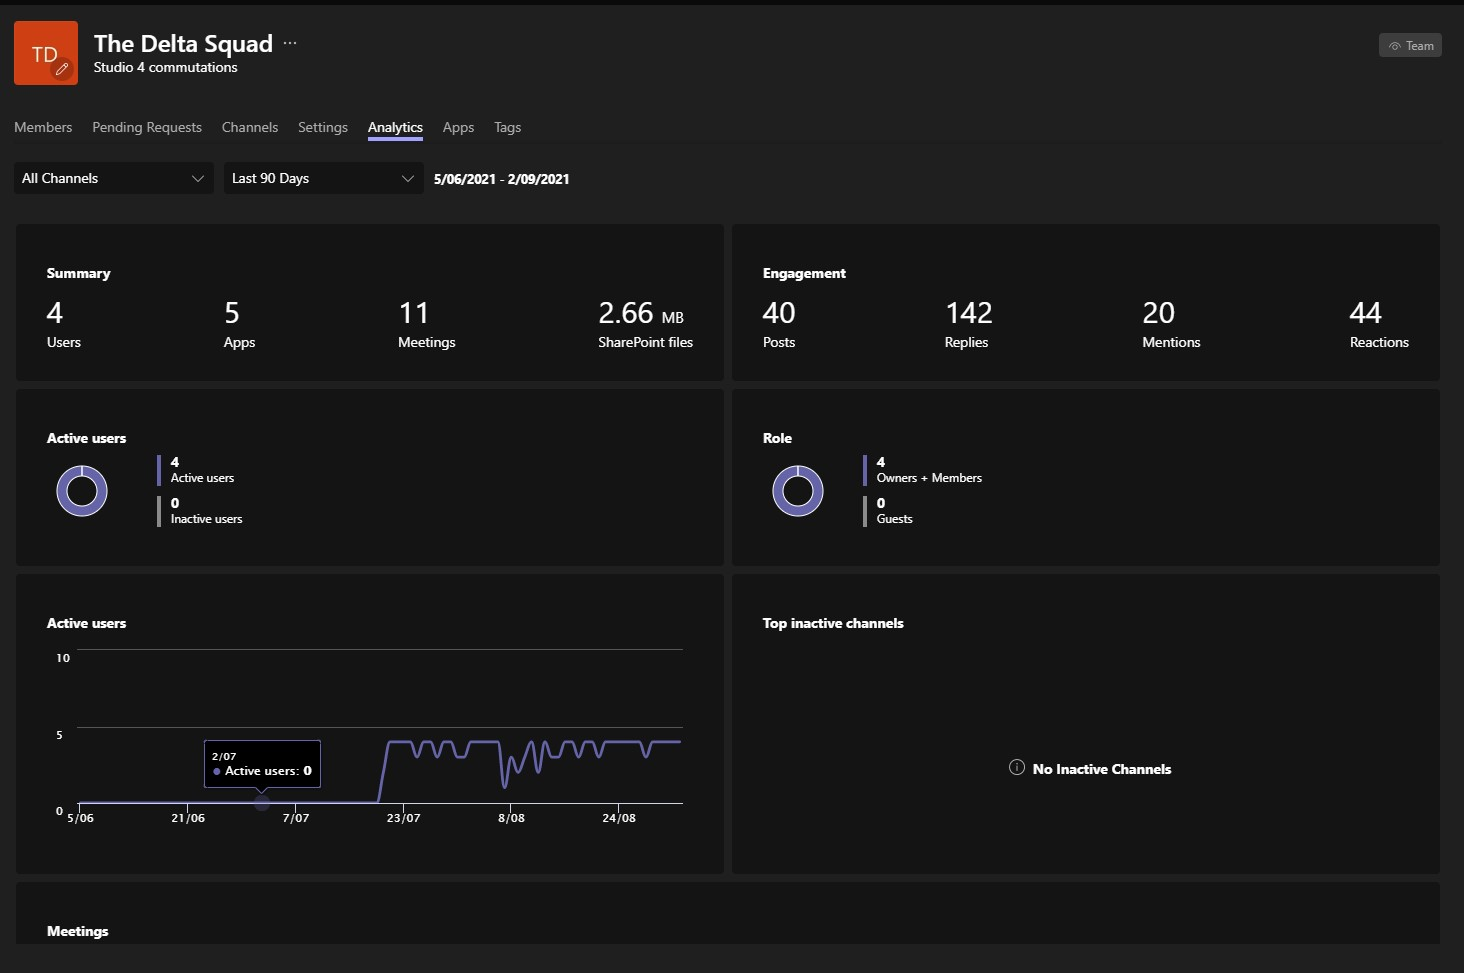 TD
The Delta Squad ...
Studio 4 commutations
Team
Members Pending Requests Channels Settings Analytics Apps Tags
All Channels Last 90 Days 5/06/2021 - 2/09/2021
Summary
4 5 11 2.66 MB
Users Apps Meetings SharePoint files
Engagement
40 142 20 44
Posts Replies Mentions Reactions
Active users
4
Active users
0
Inactive users
Role
4
Owners + Members
0
Guests
Active users
10
5
2/07
Active users: 0
0
5/06 21/06 7/07 23/07 8/08 24/08
Top inactive channels
No Inactive Channels
Meetings